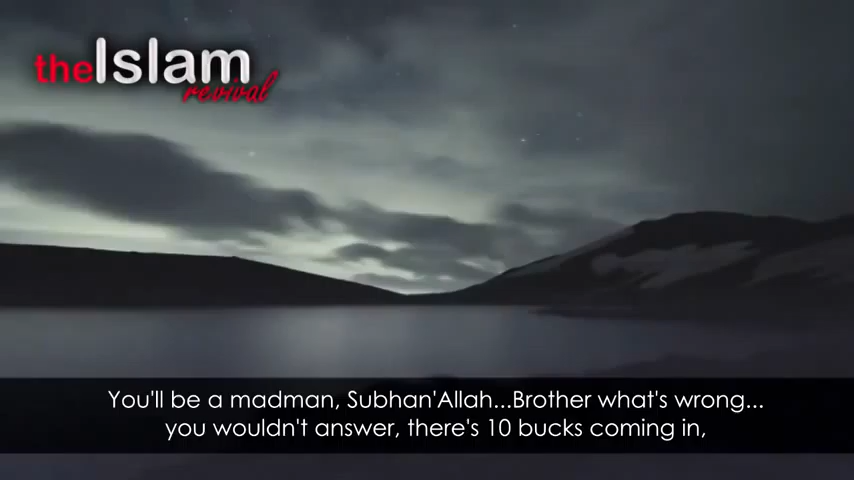 theIslam
revival
You'll be a madman, Subhan'Allah...Brother what's wrong...
you wouldn't answer, there's 10 bucks coming in,